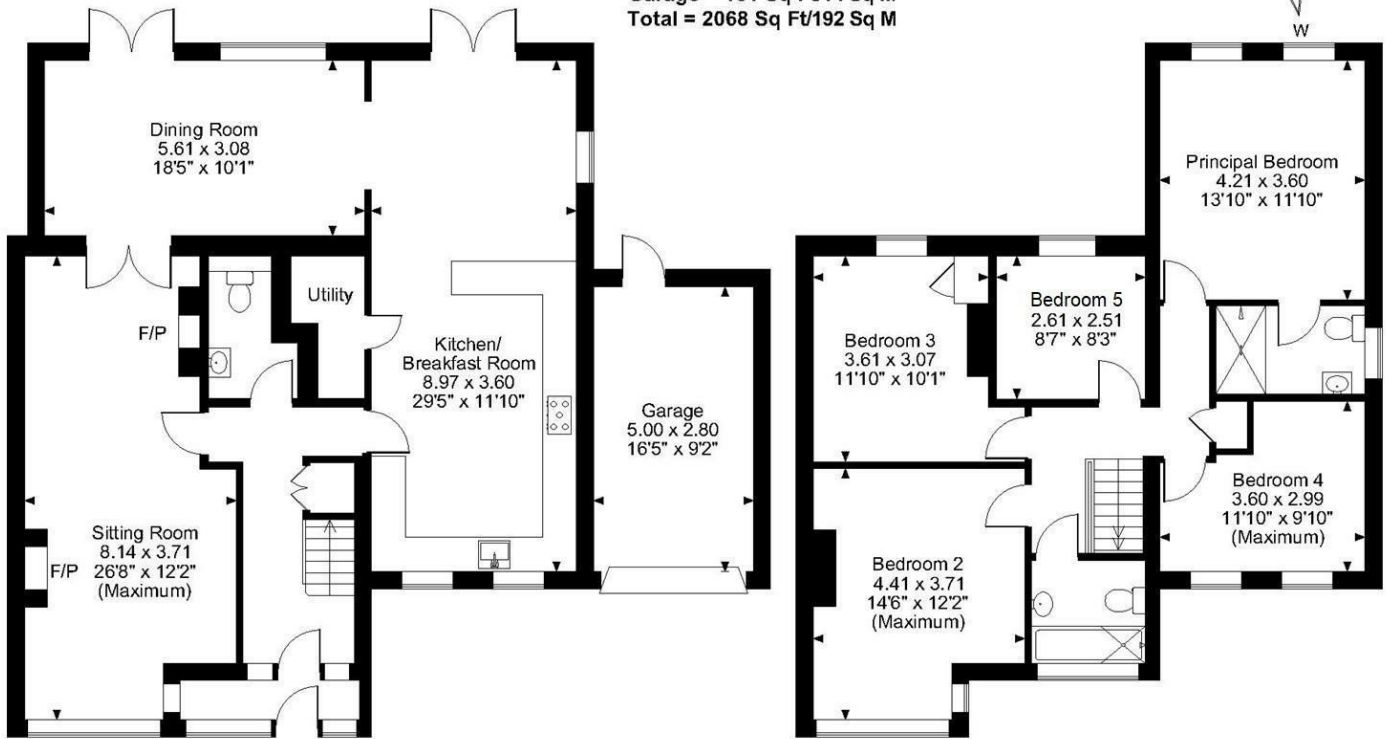 Total = 2068 Sq Ft/192 Sq M
W
Dining Room
5.61 x 3.08
18'5" x 10'1"
Utility
F/P
Kitchen/
Breakfast Room
8.97 x 3.60
29'5" x 11'10"
Garage
5.00 x 2.80
16'5" x 9'2"
Sitting Room
8.14 x 3.71
26'8" x 12'2"
(Maximum)
F/P
Principal Bedroom
4.21 x 3.60
13'10" x 11'10"
Bedroom 3
3.61 x 3.07
11'10" x 10'1"
Bedroom 5
2.61 x 2.51
8'7" x 8'3"
Bedroom 4
3.60 x 2.99
11'10" x 9'10"
(Maximum)
Bedroom 2
4.41 x 3.71
14'6" x 12'2"
(Maximum)